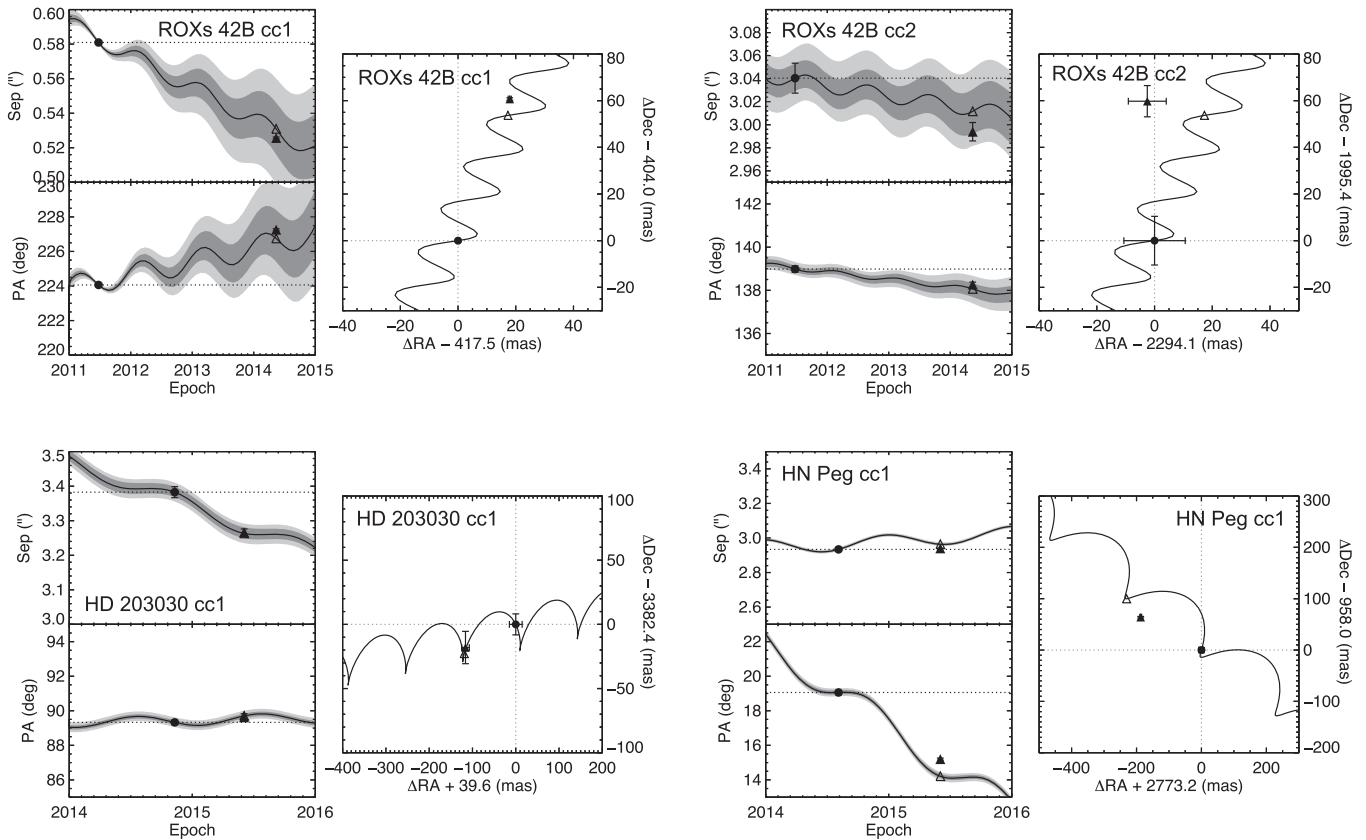 ROXs 42B cc1
Sep (")
0.60
0.58
0.56
0.54
0.52
0.50
PA (deg)
230
228
226
224
222
220
2011 2012 2013 2014 2015
Epoch
ROXs 42B cc1
ΔDec − 404.0 (mas)
80
60
40
20
0
−20
−40 −20 0 20 40
ΔRA − 417.5 (mas)
ROXs 42B cc2
Sep (")
3.08
3.06
3.04
3.02
3.00
2.98
2.96
PA (deg)
142
140
138
136
135
2011 2012 2013 2014 2015
Epoch
ROXs 42B cc2
ΔDec − 1995.4 (mas)
80
60
40
20
0
−20
−40 −20 0 20 40
ΔRA − 2294.1 (mas)
HD 203030 cc1
Sep (")
3.5
3.4
3.3
3.2
3.1
3.0
PA (deg)
94
92
90
88
86
2014 2015 2016
Epoch
HD 203030 cc1
ΔDec − 3382.4 (mas)
100
50
0
−50
−100
−400 −300 −200 −100 0 100 200
ΔRA + 39.6 (mas)
HN Peg cc1
Sep (")
3.4
3.2
3.0
2.8
2.6
2.4
PA (deg)
22
21
19
18
16
14
2014 2015 2016
Epoch
HN Peg cc1
ΔDec − 958.0 (mas)
300
200
100
0
−100
−200
−400 −200 0 200
ΔRA + 2773.2 (mas)